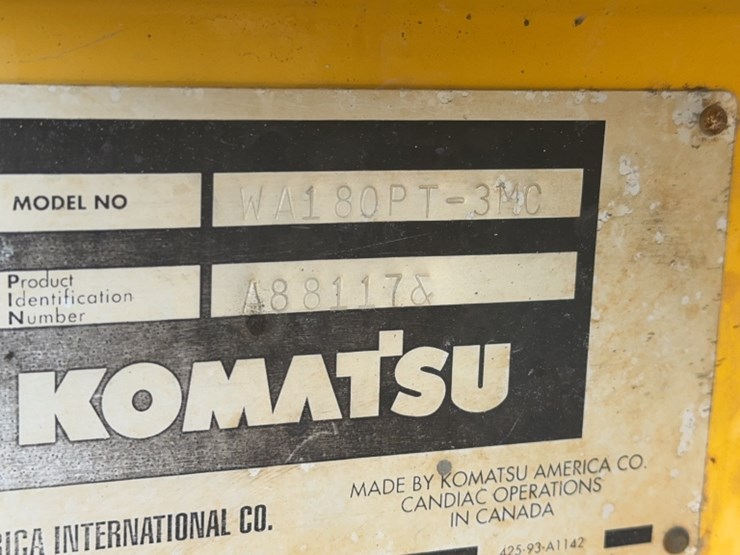 MODEL NO WA180PT-3MC
Product
Identification
Number A881178
KOMATSU
MADE BY KOMATSU AMERICA CO.
CANDIAC OPERATIONS
IN CANADA
RICA INTERNATIONAL CO.
425-93-A1142